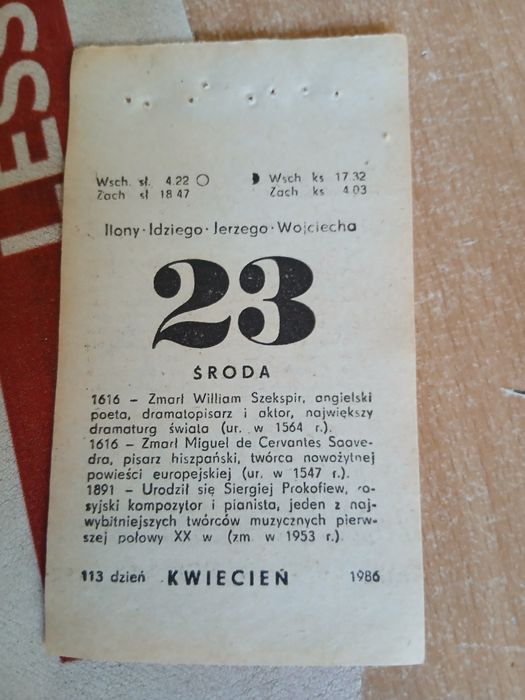 LESS
Wsch. sł. 4.22 Wsch ks 17.32
Zach sł 18 47 Zach ks 4.03
Ilony · Idziego · Jerzego · Wojciecha
23
ŚRODA
1616 – Zmarł William Szekspir, angielski
poeta, dramatopisarz i aktor, największy
dramaturg świata (ur. w 1564 r.).
1616 – Zmarł Miguel de Cervantes Saave-
dra, pisarz hiszpański, twórca nowożytnej
powieści europejskiej (ur. w 1547 r.).
1891 – Urodził się Siergiej Prokofiew, ro-
syjski kompozytor i pianista, jeden z naj-
wybitniejszych twórców muzycznych pierw-
szej połowy XX w (zm w 1953 r.).
113 dzień KWIECIEŃ 1986